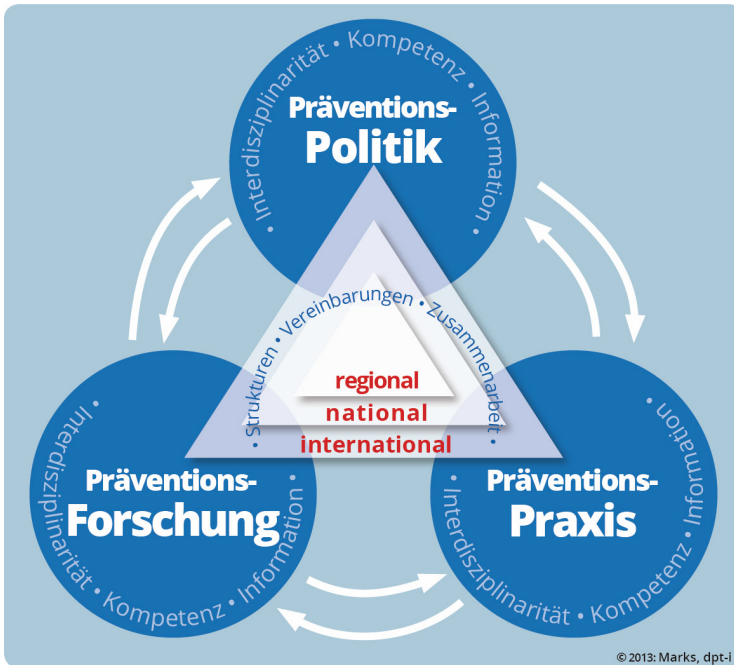 • Interdisziplinarität • Kompetenz • Information •
Präventions-
Politik
• Strukturen • Vereinbarungen • Zusammenarbeit •
regional
national
international
• Interdisziplinarität • Kompetenz • Information •
Präventions-
Forschung
• Interdisziplinarität • Kompetenz • Information •
Präventions-
Praxis
© 2013: Marks, dpt-i